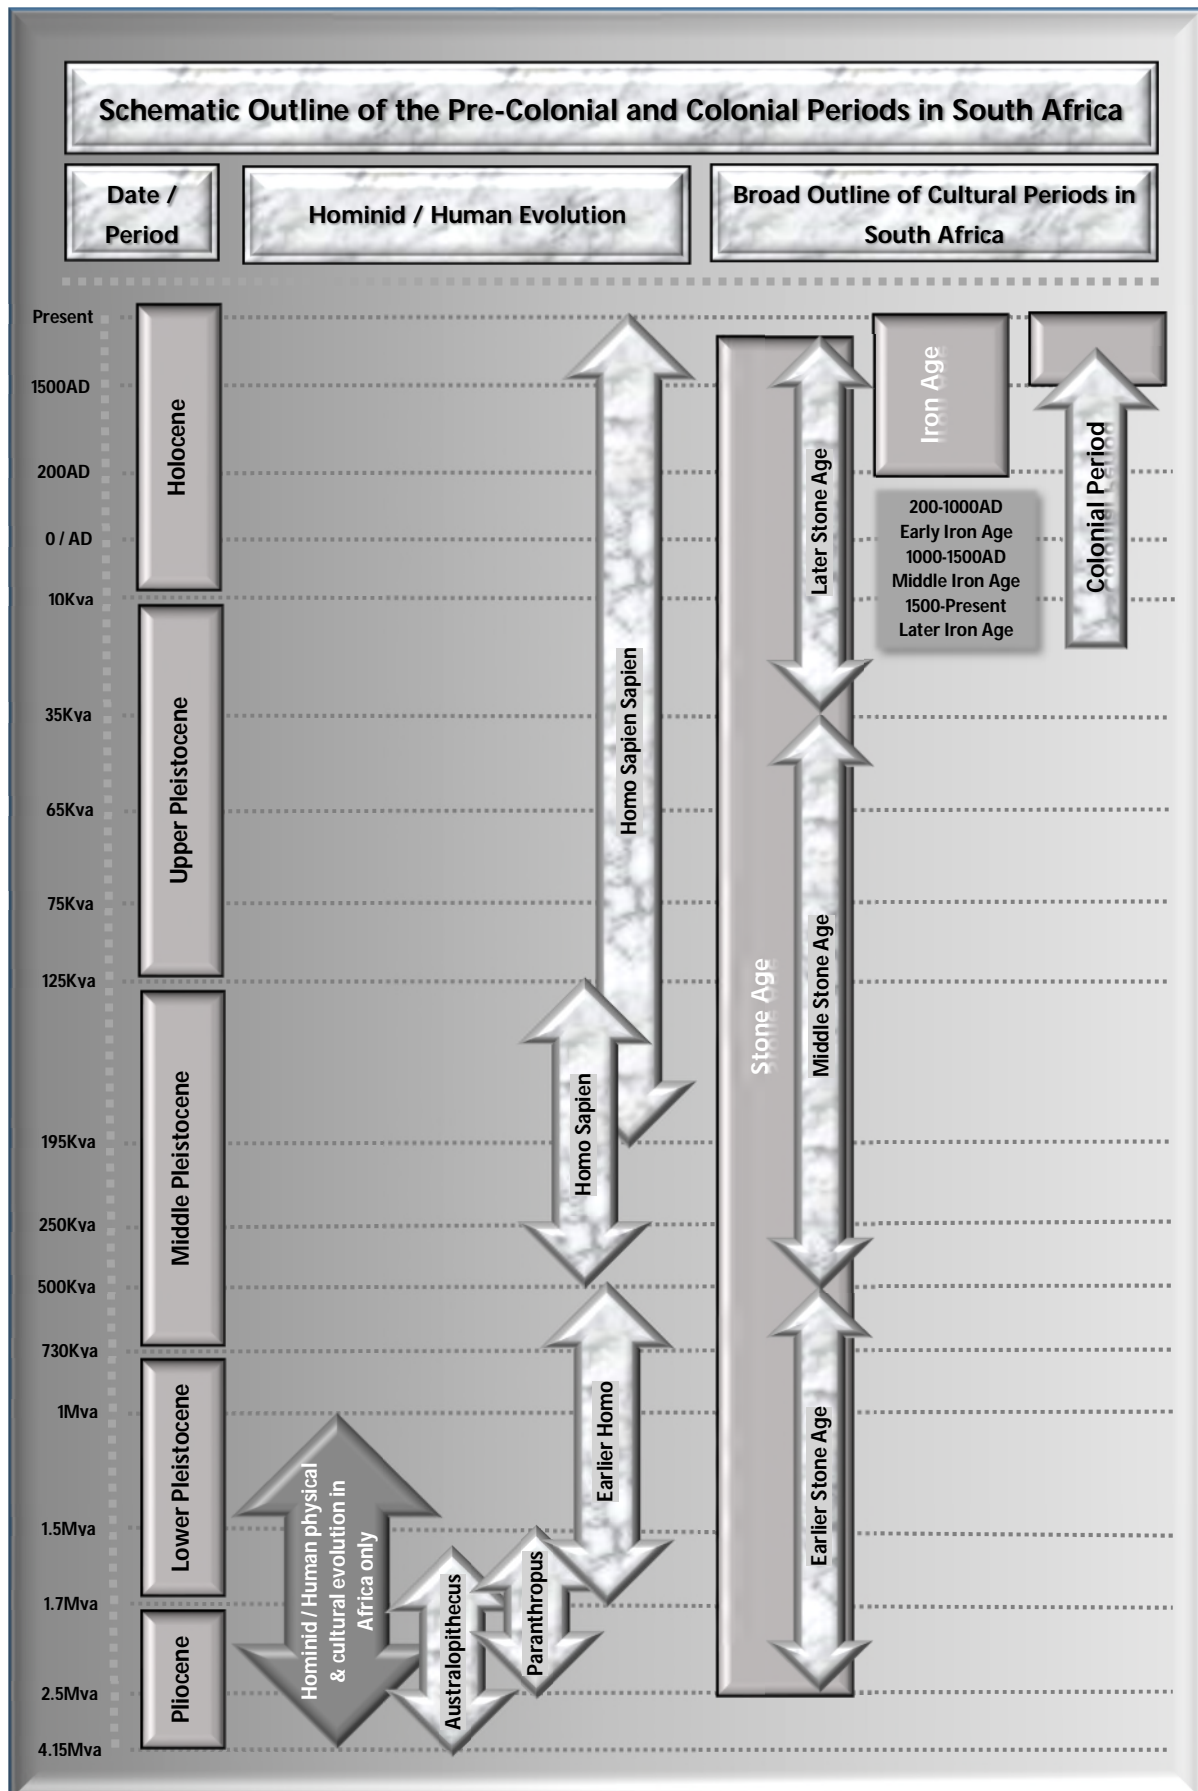 Schematic Outline of the Pre-Colonial and Colonial Periods in South Africa
Date /
Period
Hominid / Human Evolution
Broad Outline of Cultural Periods in
South Africa
Present
1500AD
200AD
0 / AD
10Kya
35Kya
65Kya
75Kya
125Kya
195Kya
250Kya
500Kya
730Kya
1Mya
1.5Mya
1.7Mya
2.5Mya
4.15Mya
Holocene
Upper Pleistocene
Middle Pleistocene
Lower Pleistocene
Pliocene
Hominid / Human physical
& cultural evolution in
Africa only
Australopithecus
Paranthropus
Earlier Homo
Homo Sapien
Homo Sapien Sapien
Stone Age
Later Stone Age
Middle Stone Age
Earlier Stone Age
Iron Age
200-1000AD
Early Iron Age
1000-1500AD
Middle Iron Age
1500-Present
Later Iron Age
Colonial Period